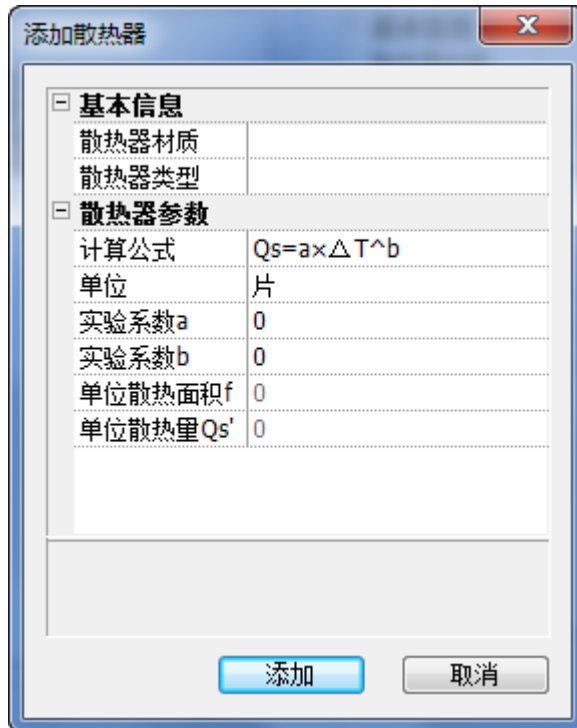 添加散热器
基本信息
散热器材质
散热器类型
散热器参数
计算公式 Qs=a×△T^b
单位 片
实验系数a 0
实验系数b 0
单位散热面积f 0
单位散热量Qs' 0
添加 取消